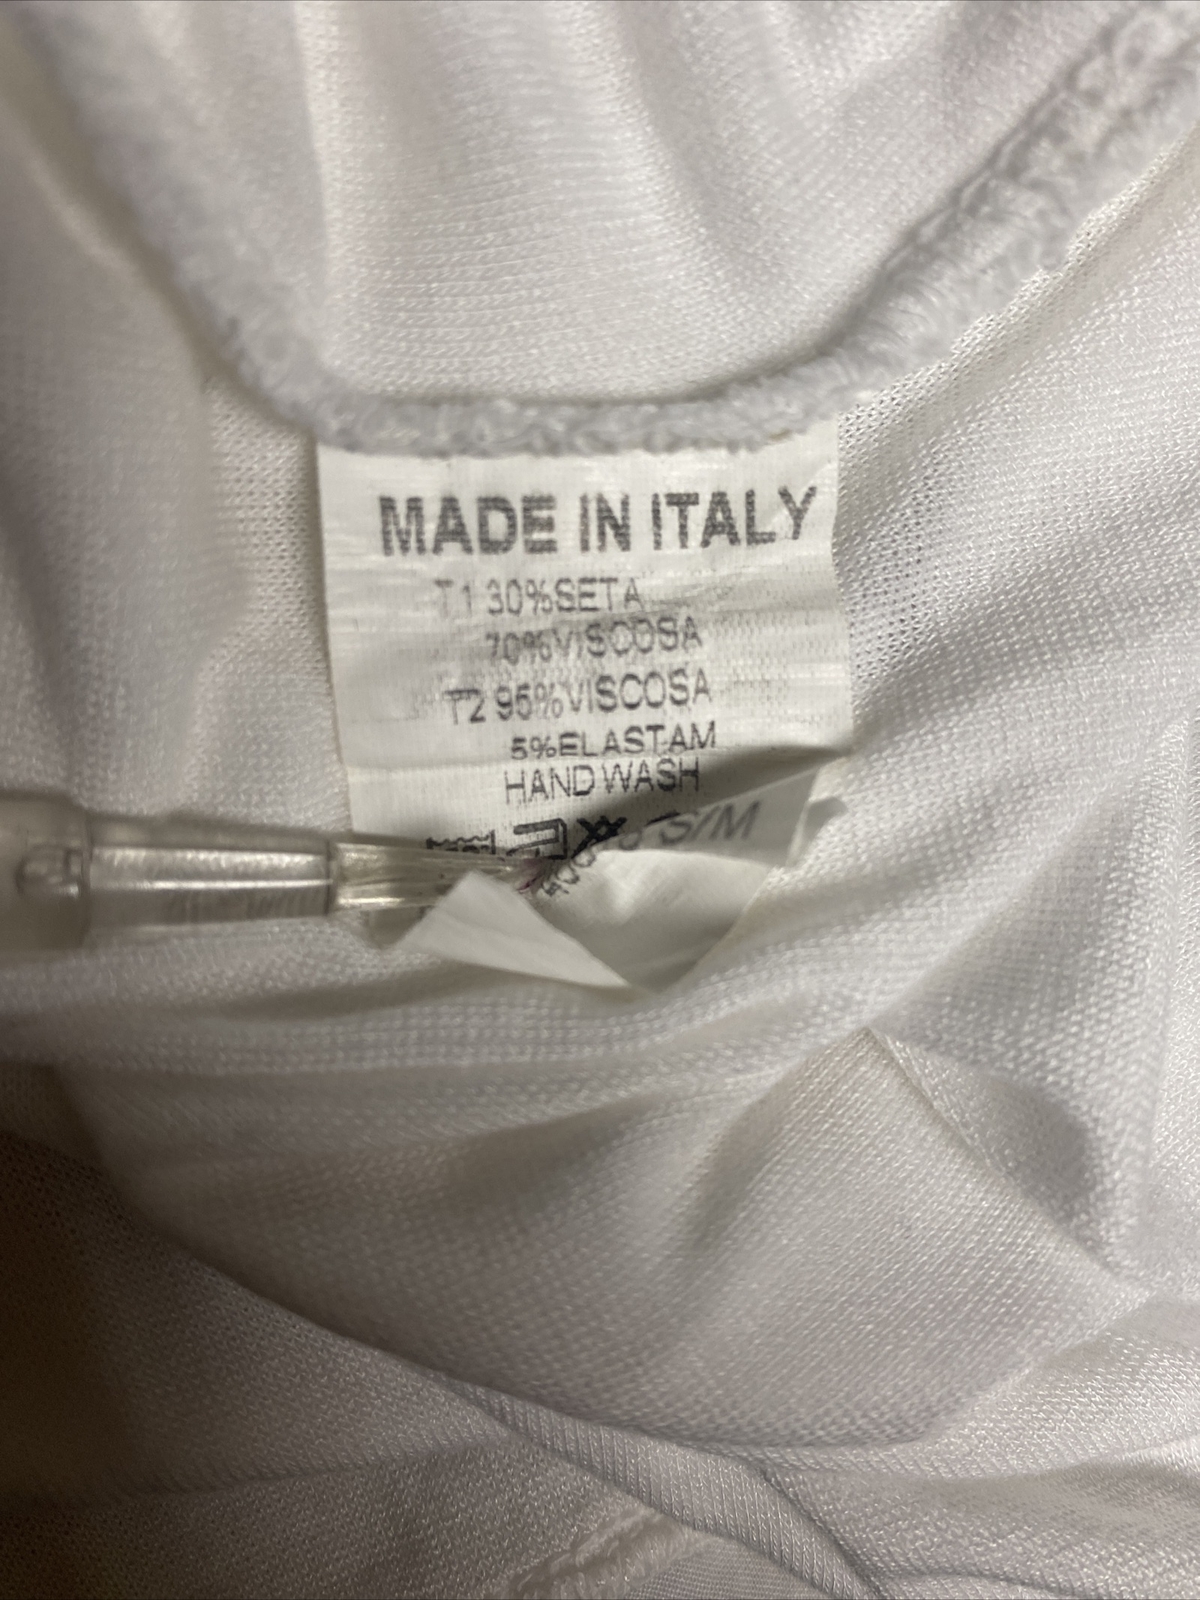 MADE IN ITALY
T1 30%SETA
70%VISCOSA
T2 95%VISCOSA
5%ELASTAM
HAND WASH
S/M